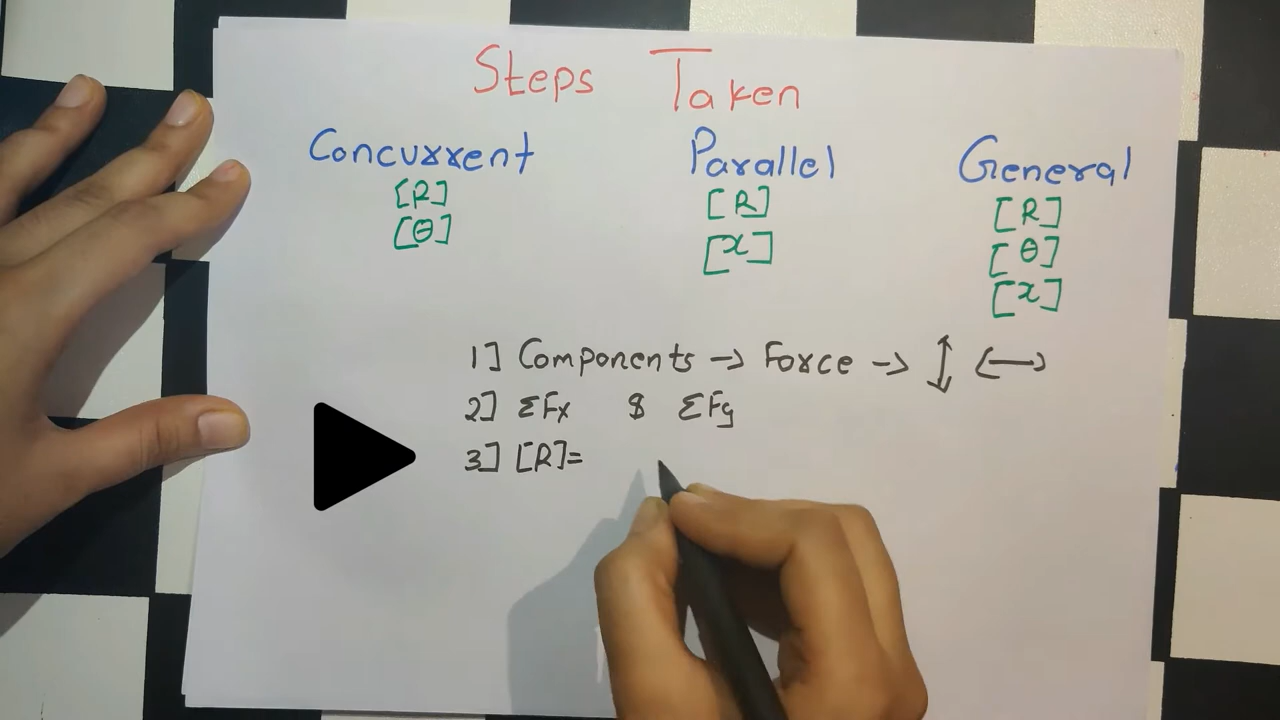 Steps Taken
Concurrent Parallel General
[R] [R] [R]
[θ] [x] [θ]
[x]
1] Components → Force → ↕ ↔
2] ΣFx $ ΣFy
3] [R]=